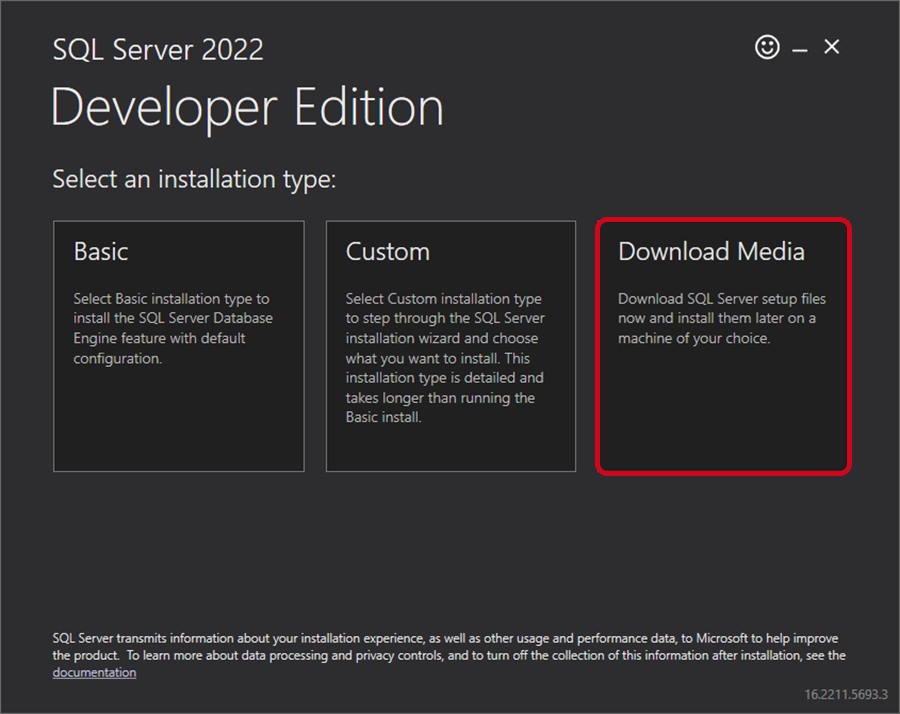 SQL Server 2022
Developer Edition
Select an installation type:
Basic
Select Basic installation type to
install the SQL Server Database
Engine feature with default
configuration.
Custom
Select Custom installation type
to step through the SQL Server
installation wizard and choose
what you want to install. This
installation type is detailed and
takes longer than running the
Basic install.
Download Media
Download SQL Server setup files
now and install them later on a
machine of your choice.
SQL Server transmits information about your installation experience, as well as other usage and performance data, to Microsoft to help improve
the product.  To learn more about data processing and privacy controls, and to turn off the collection of this information after installation, see the
documentation
16.2211.5693.3